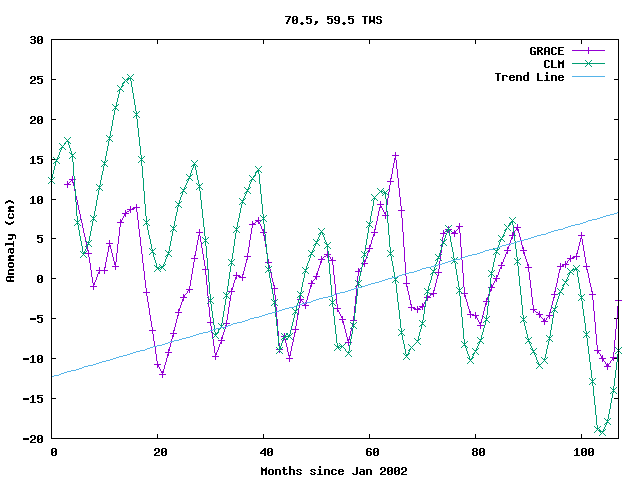 70.5, 59.5 TWS
30
25
20
15
10
5
0
-5
-10
-15
-20
Anomaly (cm)
GRACE
CLM
Trend Line
0 20 40 60 80 100
Months since Jan 2002